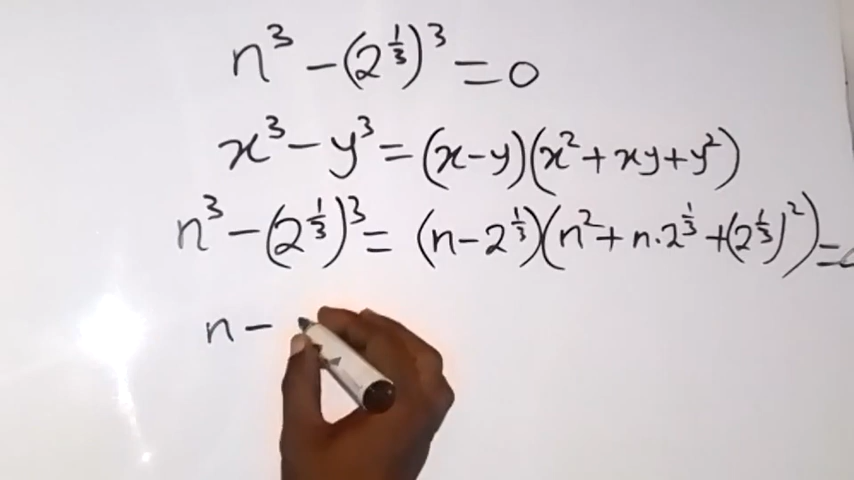 n³ − (2^{1/3})³ = 0
x³ − y³ = (x − y)(x² + xy + y²)
n³ − (2^{1/3})³ = (n − 2^{1/3})(n² + n·2^{1/3} + (2^{1/3})²) =
n −